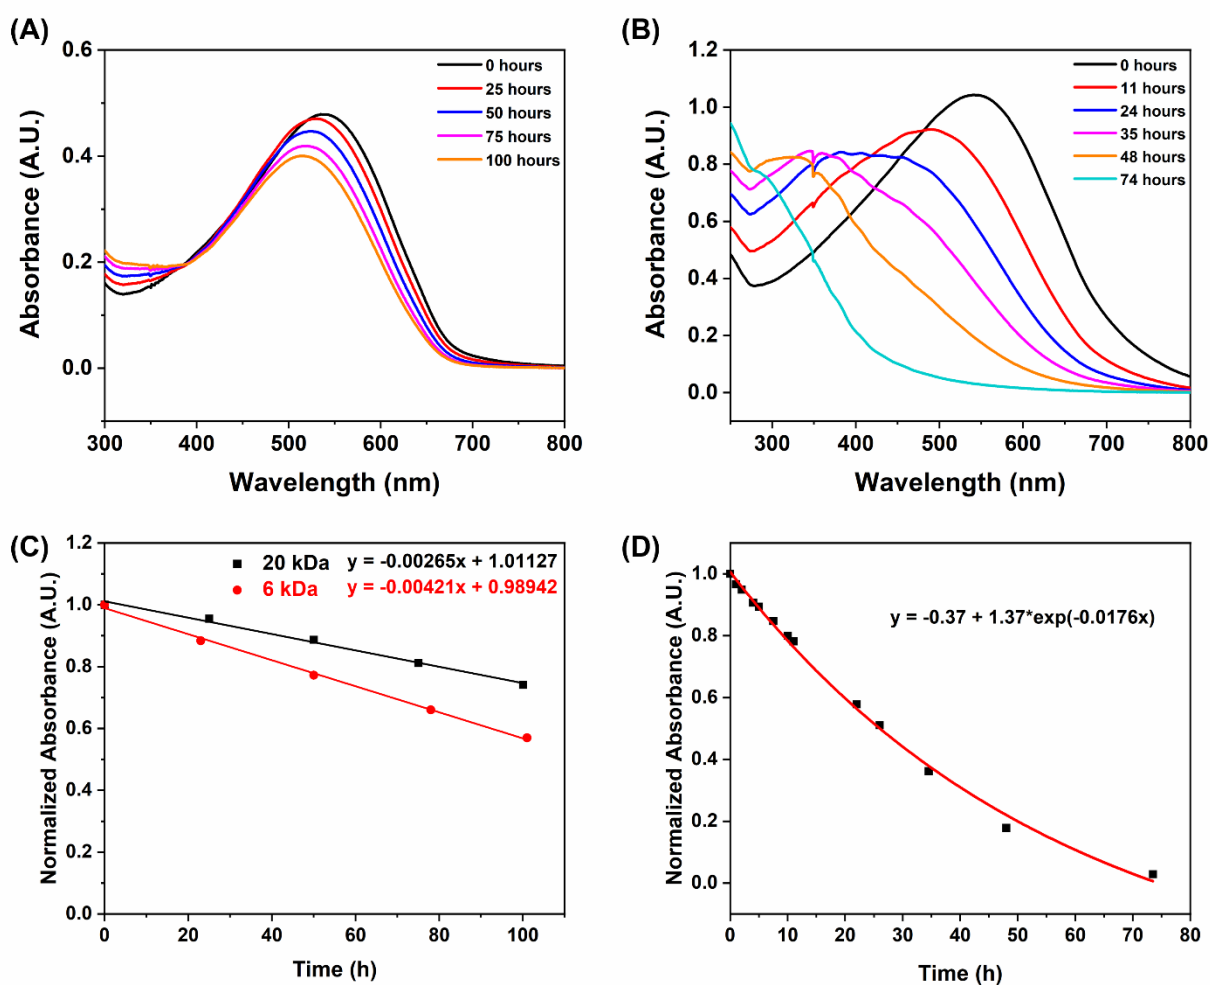 (A)
0.6
0.4
0.2
0.0
Absorbance (A.U.)
0 hours
25 hours
50 hours
75 hours
100 hours
300 400 500 600 700 800
Wavelength (nm)
(B)
1.2
1.0
0.8
0.6
0.4
0.2
0.0
Absorbance (A.U.)
0 hours
11 hours
24 hours
35 hours
48 hours
74 hours
300 400 500 600 700 800
Wavelength (nm)
(C)
1.2
1.0
0.8
0.6
0.4
0.2
0.0
Normalized Absorbance (A.U.)
20 kDa y = -0.00265x + 1.01127
6 kDa y = -0.00421x + 0.98942
0 20 40 60 80 100
Time (h)
(D)
1.0
0.8
0.6
0.4
0.2
0.0
Normalized Absorbance (A.U.)
y = -0.37 + 1.37*exp(-0.0176x)
0 10 20 30 40 50 60 70 80
Time (h)